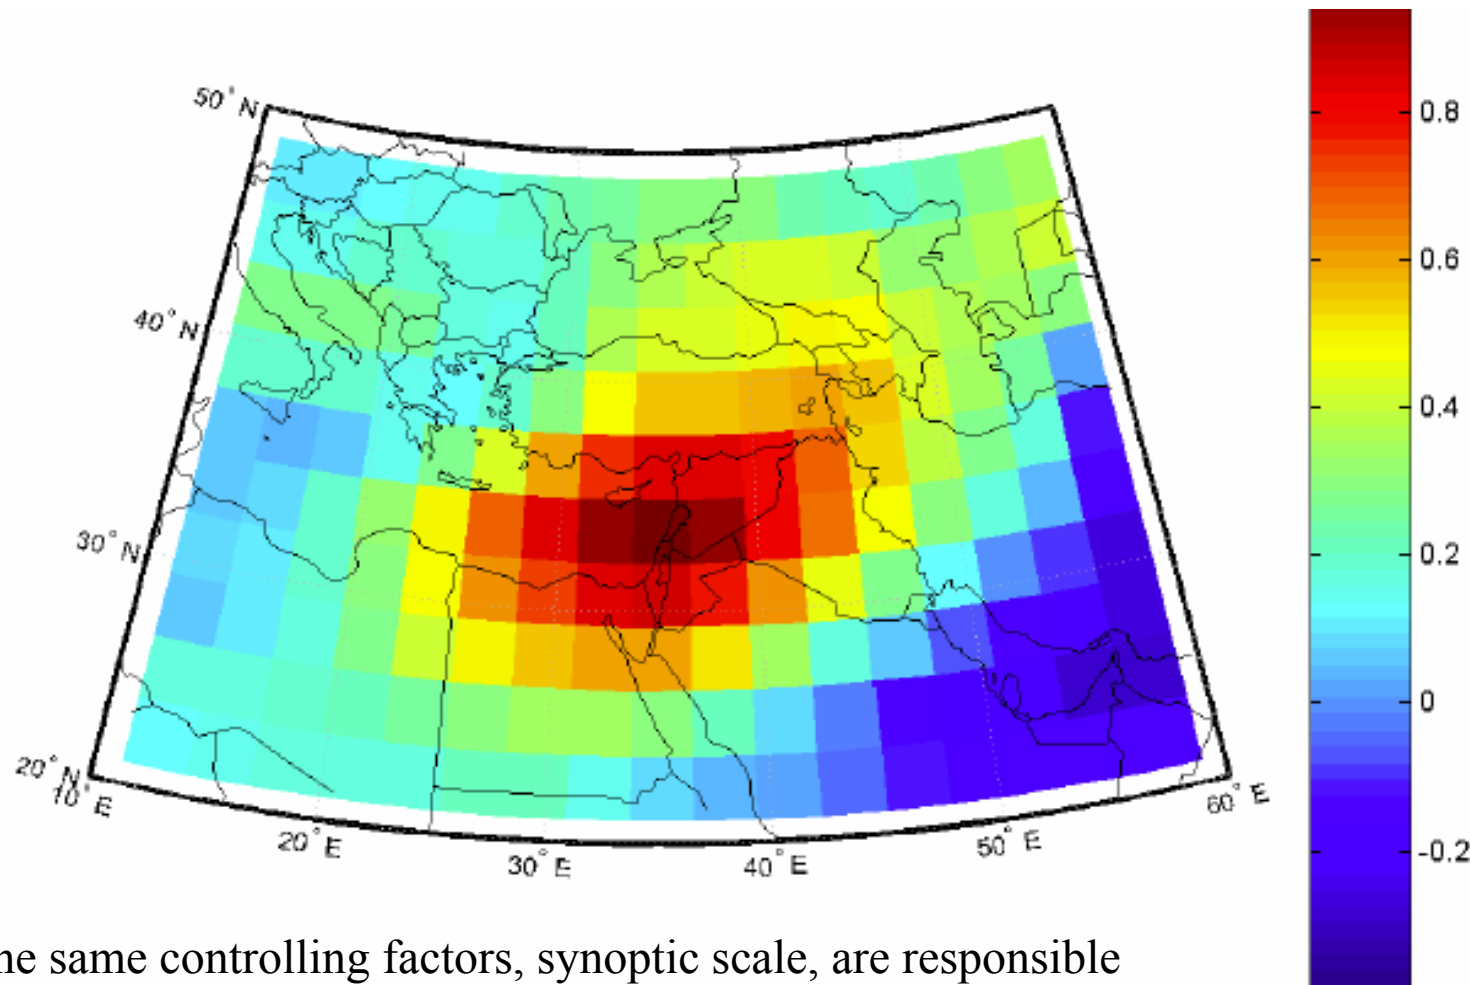 50° N
0.8
0.6
40° N
0.4
30° N
0.2
0
20° N
10° E
60° E
20° E
30° E
40° E
50° E
-0.2
ne same controlling factors, synoptic scale, are responsible